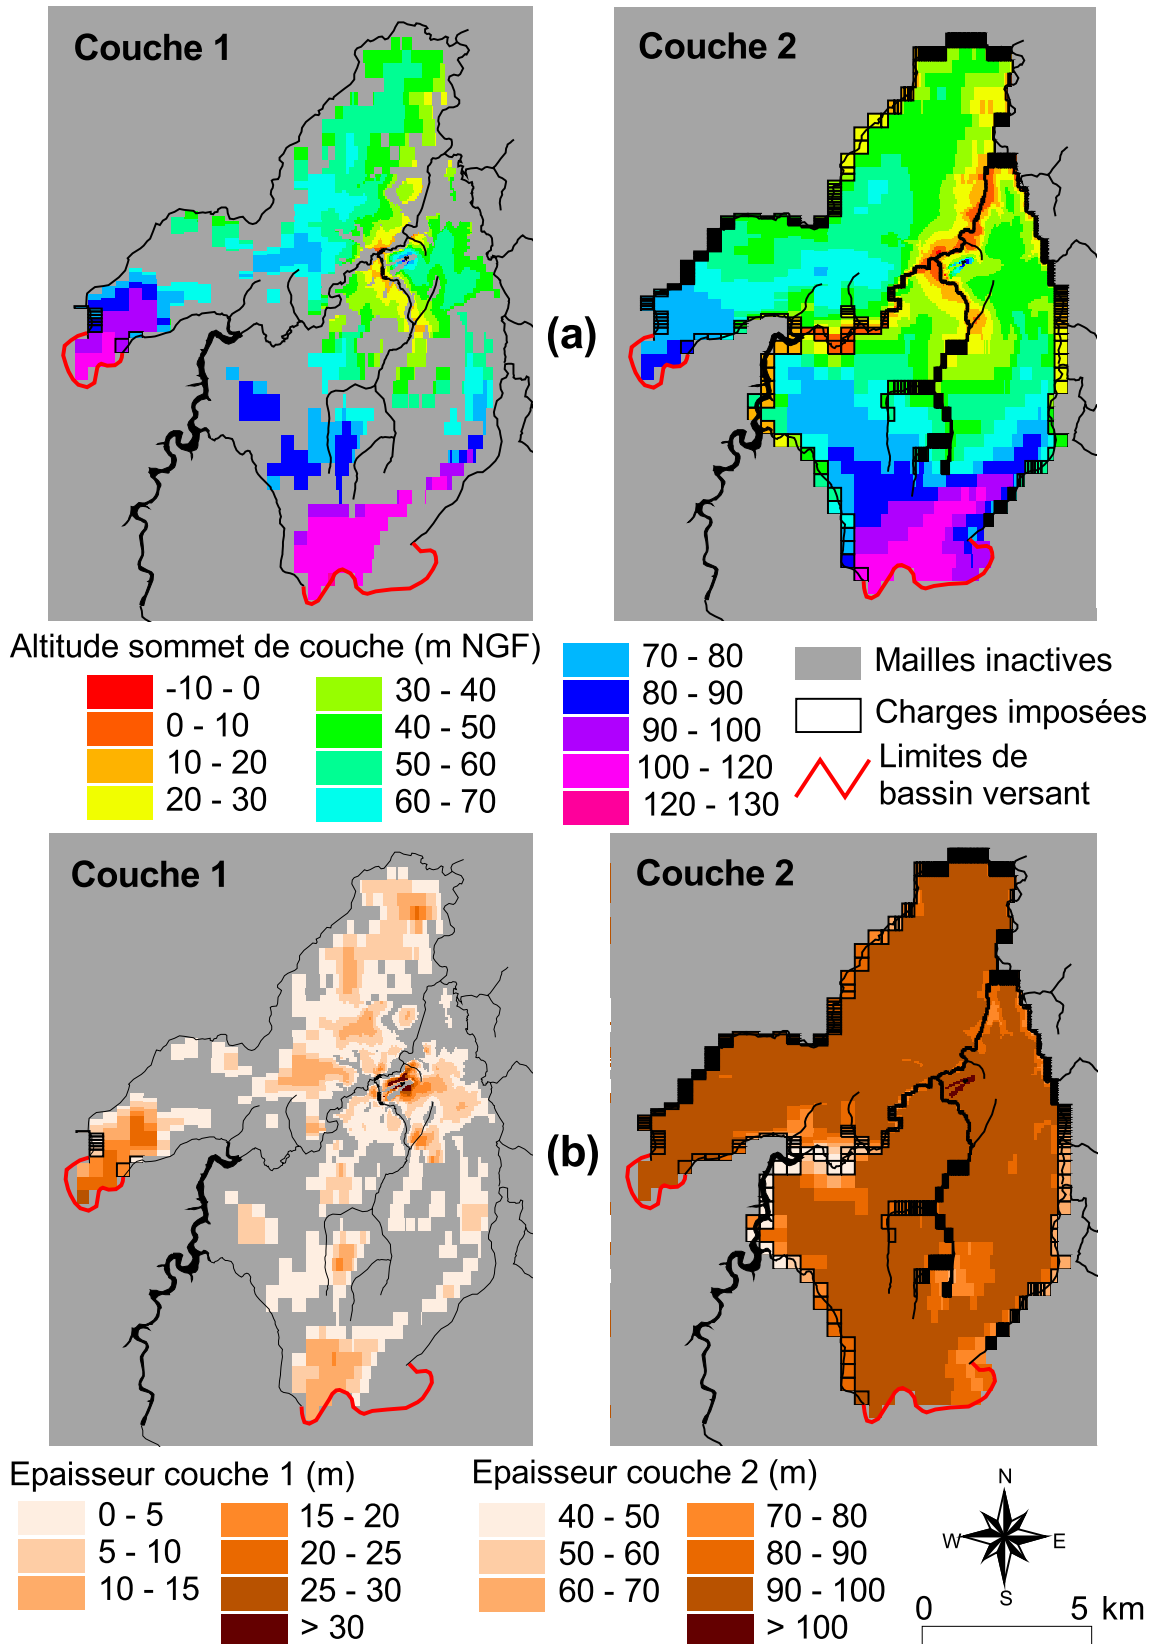 Couche 1
Couche 2
(a)
Altitude sommet de couche (m NGF)
-10 - 0
0 - 10
10 - 20
20 - 30
30 - 40
40 - 50
50 - 60
60 - 70
70 - 80
80 - 90
90 - 100
100 - 120
120 - 130
Mailles inactives
Charges imposées
Limites de
bassin versant
Couche 1
Couche 2
(b)
Epaisseur couche 1 (m)
0 - 5
5 - 10
10 - 15
15 - 20
20 - 25
25 - 30
> 30
Epaisseur couche 2 (m)
40 - 50
50 - 60
60 - 70
70 - 80
80 - 90
90 - 100
> 100
N
W
E
S
0 5 km